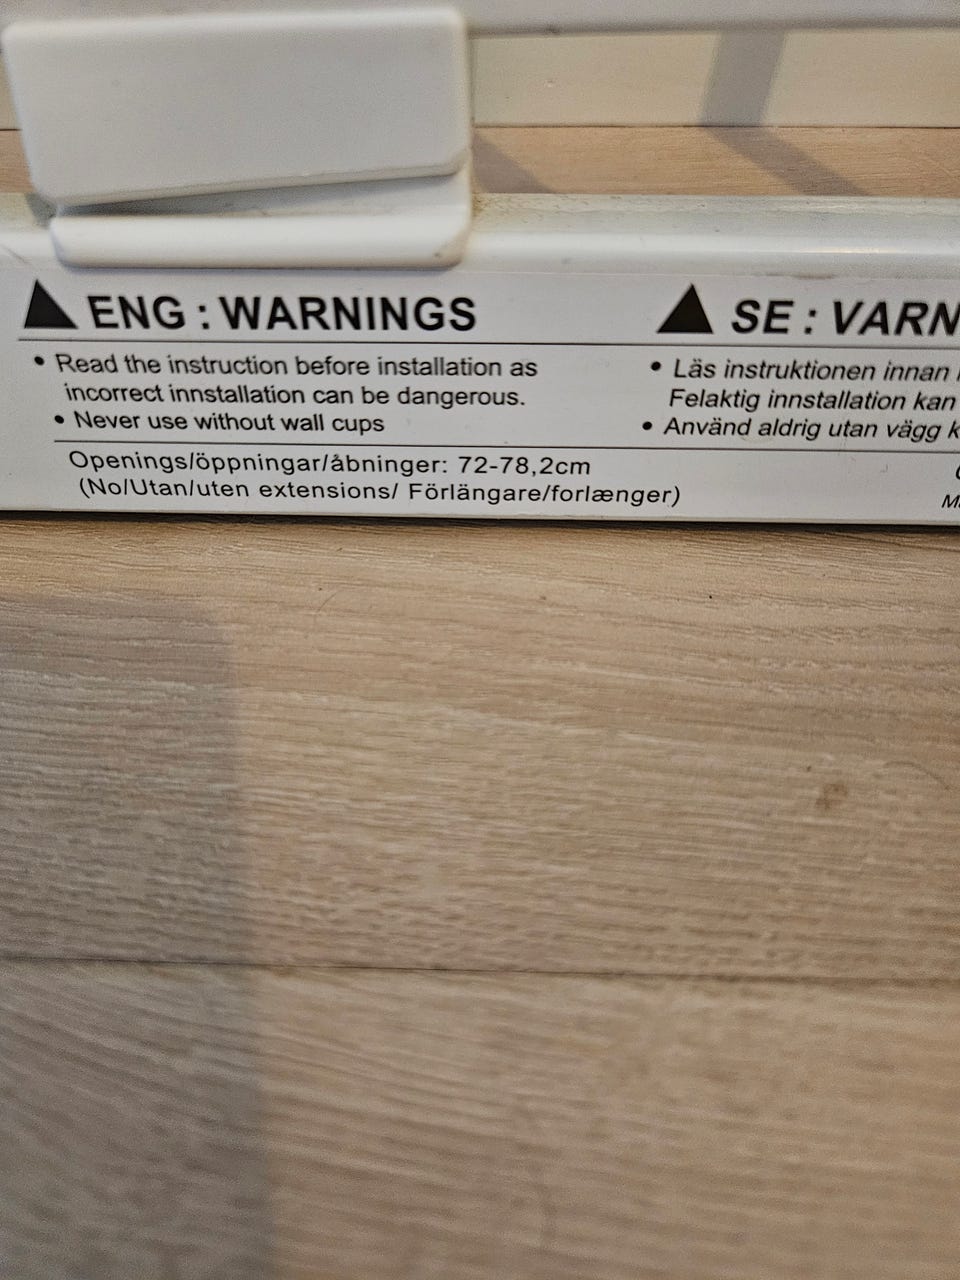 ENG : WARNINGS
• Read the instruction before installation as
incorrect innstallation can be dangerous.
• Never use without wall cups
Openings/öppningar/åbninger: 72-78,2cm
(No/Utan/uten extensions/ Förlängare/forlænger)
SE : VARN
• Läs instruktionen innan
Felaktig innstallation kan
• Använd aldrig utan vägg